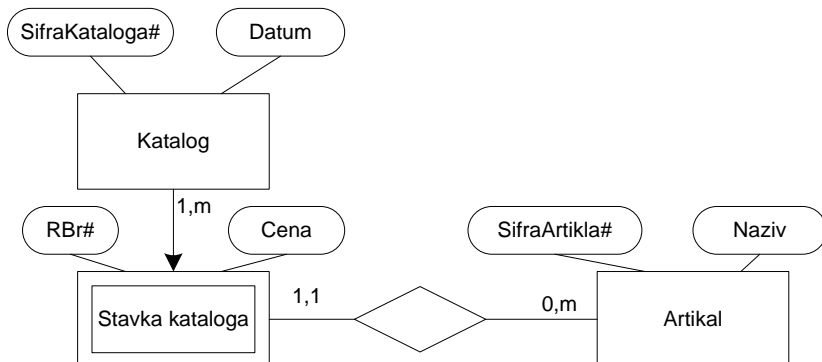 SifraKataloga# Datum
Katalog
1,m
RBr# Cena SifraArtikla# Naziv
1,1 0,m
Stavka kataloga Artikal